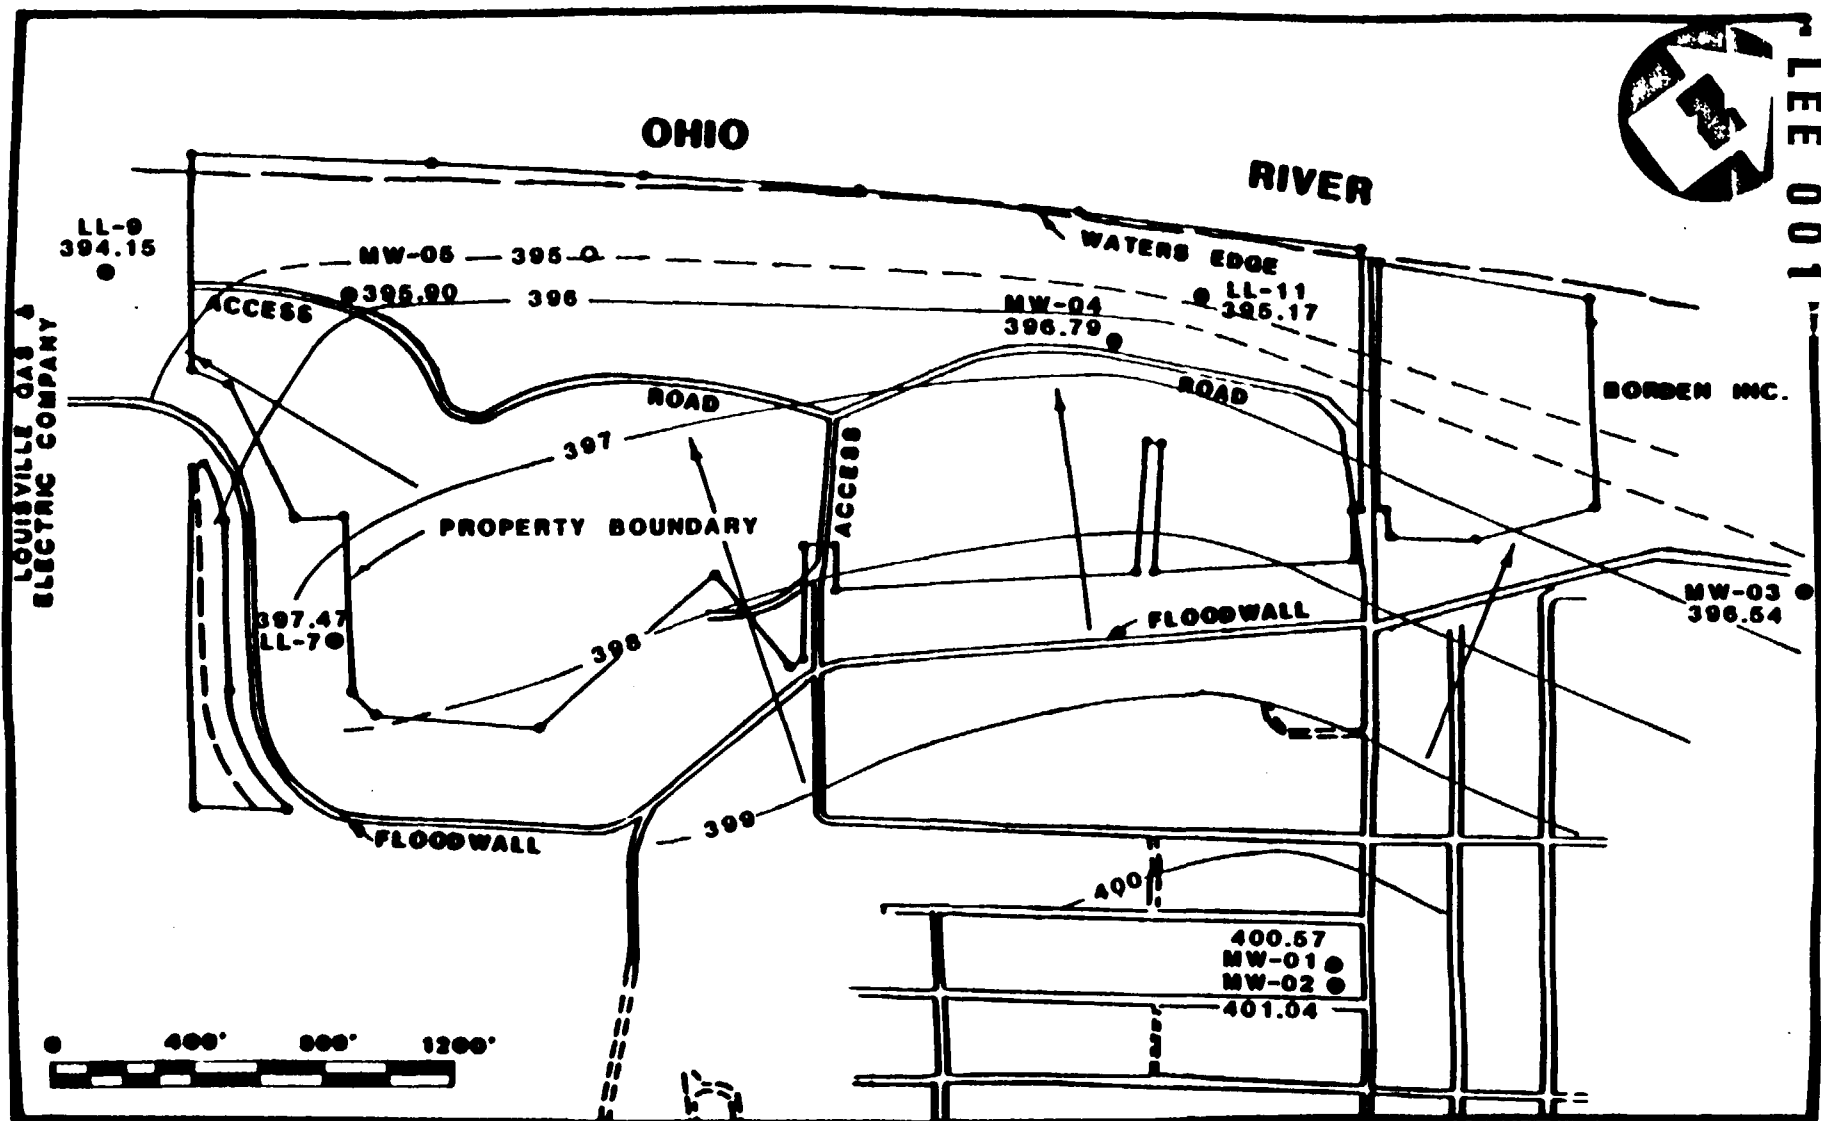 OHIO
RIVER
LEE 001
LL-9
394.15
MW-05
395
395.90
396
ACCESS
WATERS EDGE
LL-11
395.17
MW-04
396.79
LOUISVILLE GAS &
ELECTRIC COMPANY
ROAD
ROAD
BORDEN INC.
397
ACCESS
PROPERTY BOUNDARY
MW-03
396.54
397.47
LL-7
398
FLOODWALL
399
FLOODWALL
400
400.57
MW-01
MW-02
401.04
0 400' 800' 1200'